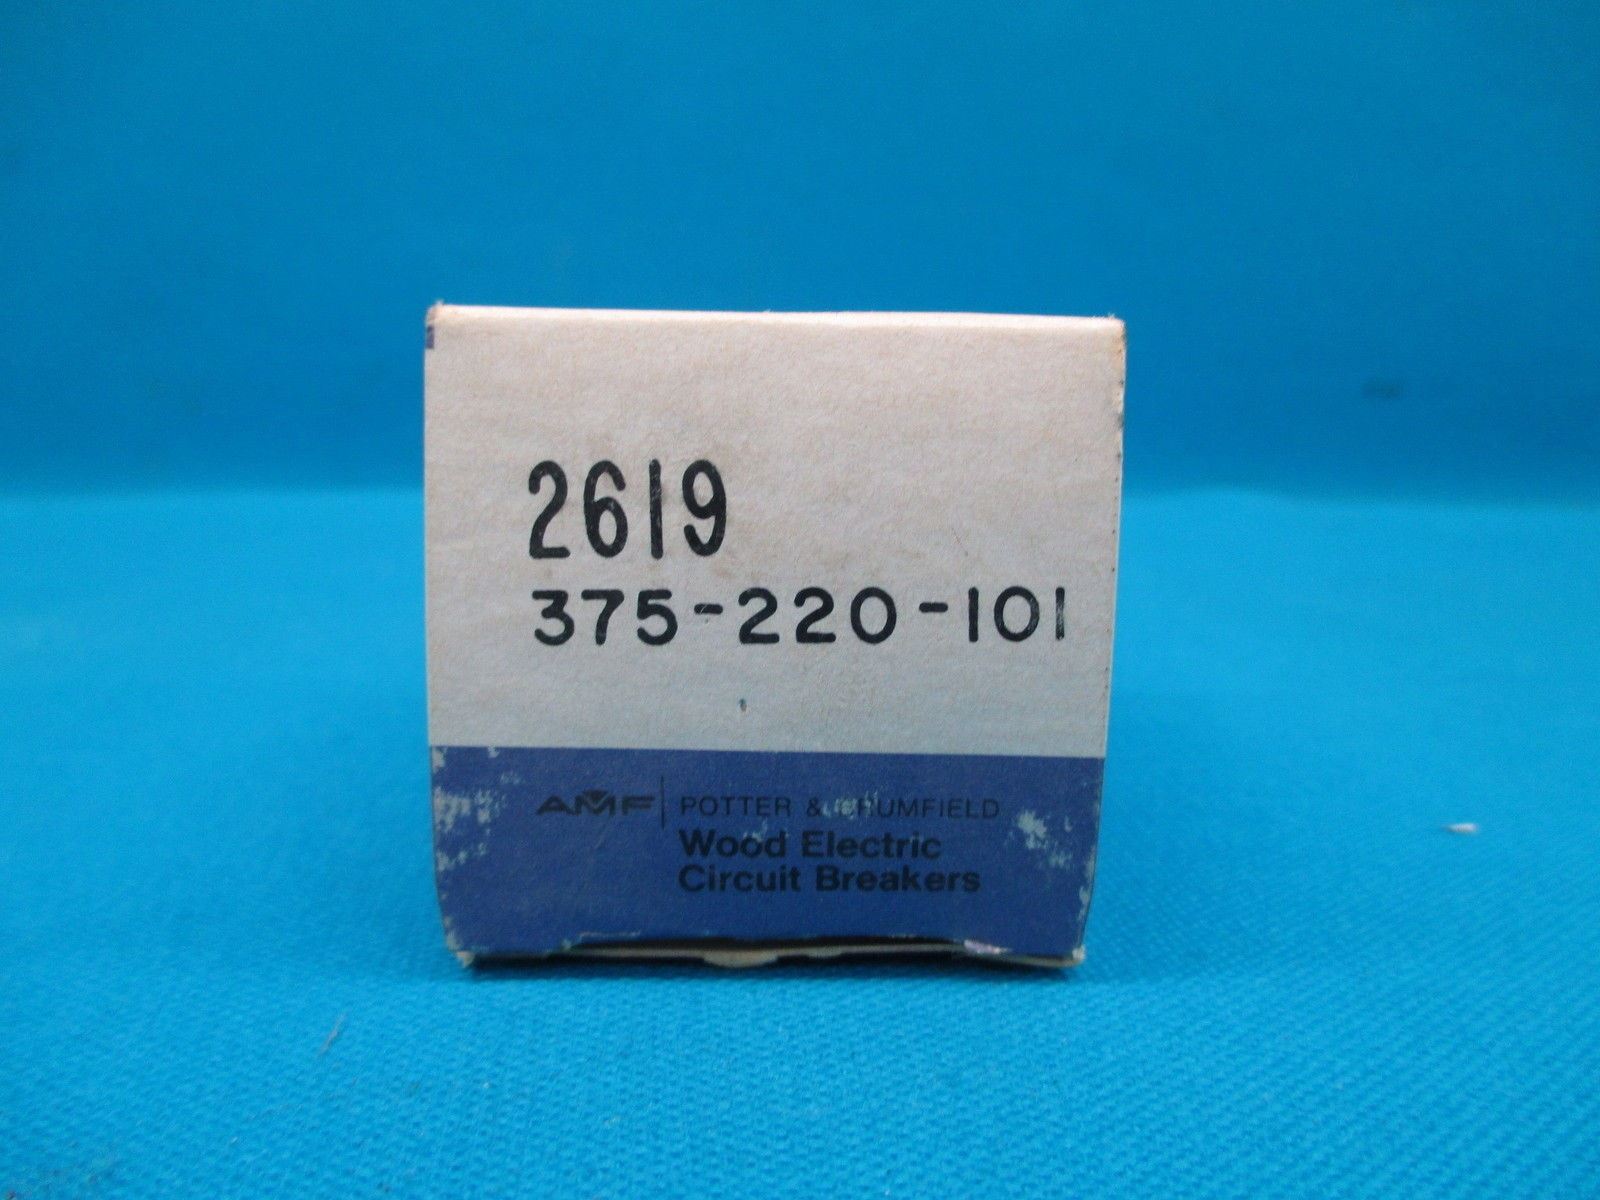 2619
375-220-101
AMF | POTTER & BRUMFIELD
Wood Electric
Circuit Breakers